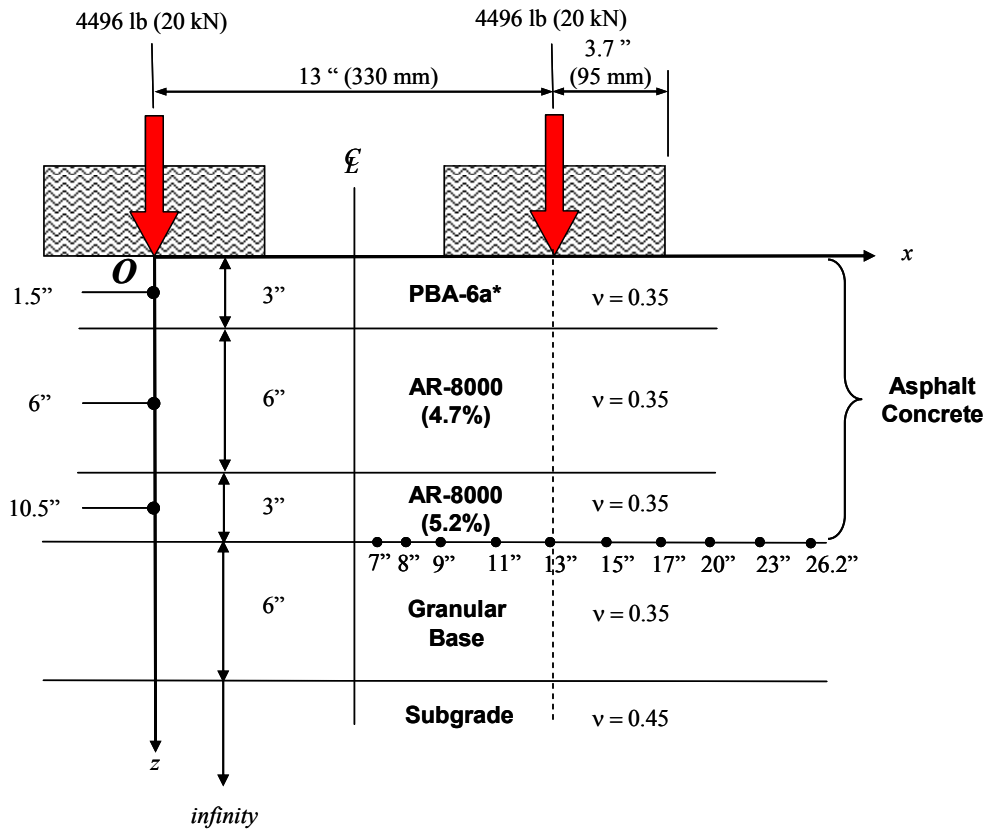 4496 lb (20 kN)
4496 lb (20 kN)
3.7 ”
(95 mm)
13 “ (330 mm)
℄
x
O
1.5”
3”
PBA-6a*
ν = 0.35
6”
6”
AR-8000
(4.7%)
ν = 0.35
Asphalt
Concrete
10.5”
3”
AR-8000
(5.2%)
ν = 0.35
7” 8” 9” 11” 13” 15” 17” 20” 23” 26.2”
6”
Granular
Base
ν = 0.35
Subgrade
ν = 0.45
z
infinity